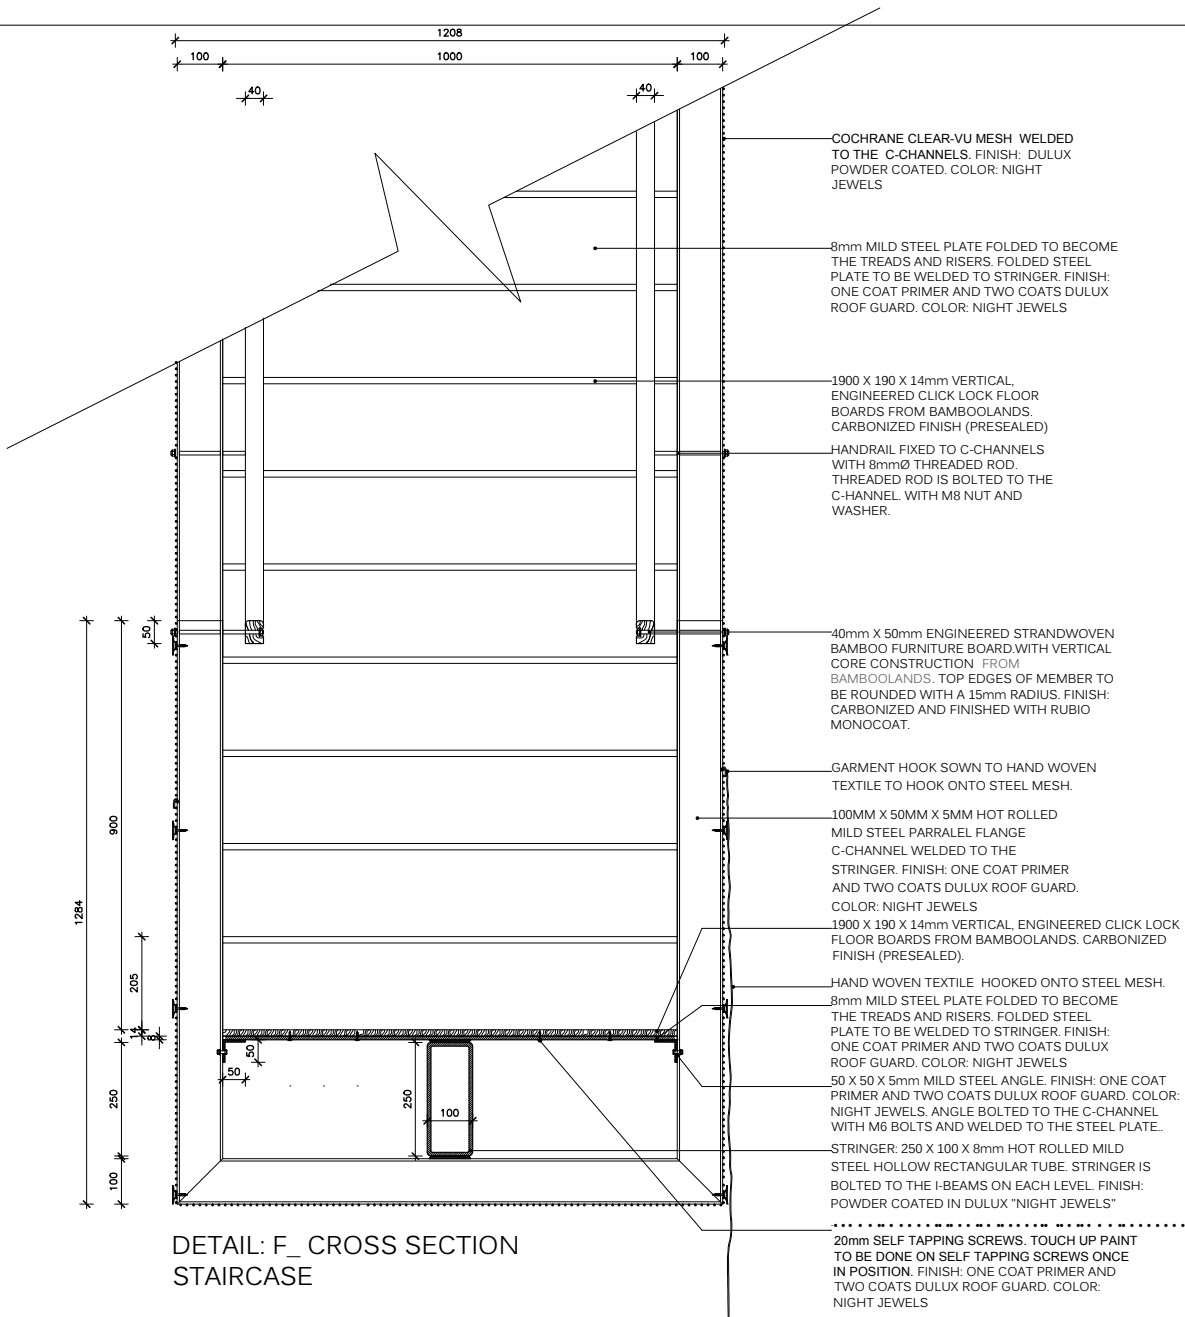 1208
100
1000
100
40
40
COCHRANE CLEAR-VU MESH WELDED
TO THE C-CHANNELS. FINISH: DULUX
POWDER COATED. COLOR: NIGHT
JEWELS
8mm MILD STEEL PLATE FOLDED TO BECOME
THE TREADS AND RISERS. FOLDED STEEL
PLATE TO BE WELDED TO STRINGER. FINISH:
ONE COAT PRIMER AND TWO COATS DULUX
ROOF GUARD. COLOR: NIGHT JEWELS
1900 X 190 X 14mm VERTICAL,
ENGINEERED CLICK LOCK FLOOR
BOARDS FROM BAMBOOLANDS.
CARBONIZED FINISH (PRESEALED)
HANDRAIL FIXED TO C-CHANNELS
WITH 8mmØ THREADED ROD.
THREADED ROD IS BOLTED TO THE
C-HANNEL. WITH M8 NUT AND
WASHER.
50
40mm X 50mm ENGINEERED STRANDWOVEN
BAMBOO FURNITURE BOARD.WITH VERTICAL
CORE CONSTRUCTION FROM
BAMBOOLANDS. TOP EDGES OF MEMBER TO
BE ROUNDED WITH A 15mm RADIUS. FINISH:
CARBONIZED AND FINISHED WITH RUBIO
MONOCOAT.
GARMENT HOOK SOWN TO HAND WOVEN
TEXTILE TO HOOK ONTO STEEL MESH.
900
100MM X 50MM X 5MM HOT ROLLED
MILD STEEL PARRALEL FLANGE
C-CHANNEL WELDED TO THE
STRINGER. FINISH: ONE COAT PRIMER
AND TWO COATS DULUX ROOF GUARD.
COLOR: NIGHT JEWELS
1284
1900 X 190 X 14mm VERTICAL, ENGINEERED CLICK LOCK
FLOOR BOARDS FROM BAMBOOLANDS. CARBONIZED
FINISH (PRESEALED).
205
HAND WOVEN TEXTILE HOOKED ONTO STEEL MESH.
8mm MILD STEEL PLATE FOLDED TO BECOME
THE TREADS AND RISERS. FOLDED STEEL
PLATE TO BE WELDED TO STRINGER. FINISH:
ONE COAT PRIMER AND TWO COATS DULUX
ROOF GUARD. COLOR: NIGHT JEWELS
14
8
50
50
250
250
100
50 X 50 X 5mm MILD STEEL ANGLE. FINISH: ONE COAT
PRIMER AND TWO COATS DULUX ROOF GUARD. COLOR:
NIGHT JEWELS. ANGLE BOLTED TO THE C-CHANNEL
WITH M6 BOLTS AND WELDED TO THE STEEL PLATE..
STRINGER: 250 X 100 X 8mm HOT ROLLED MILD
STEEL HOLLOW RECTANGULAR TUBE. STRINGER IS
BOLTED TO THE I-BEAMS ON EACH LEVEL. FINISH:
POWDER COATED IN DULUX "NIGHT JEWELS"
100
20mm SELF TAPPING SCREWS. TOUCH UP PAINT
TO BE DONE ON SELF TAPPING SCREWS ONCE
IN POSITION. FINISH: ONE COAT PRIMER AND
TWO COATS DULUX ROOF GUARD. COLOR:
NIGHT JEWELS
DETAIL: F_ CROSS SECTION
STAIRCASE